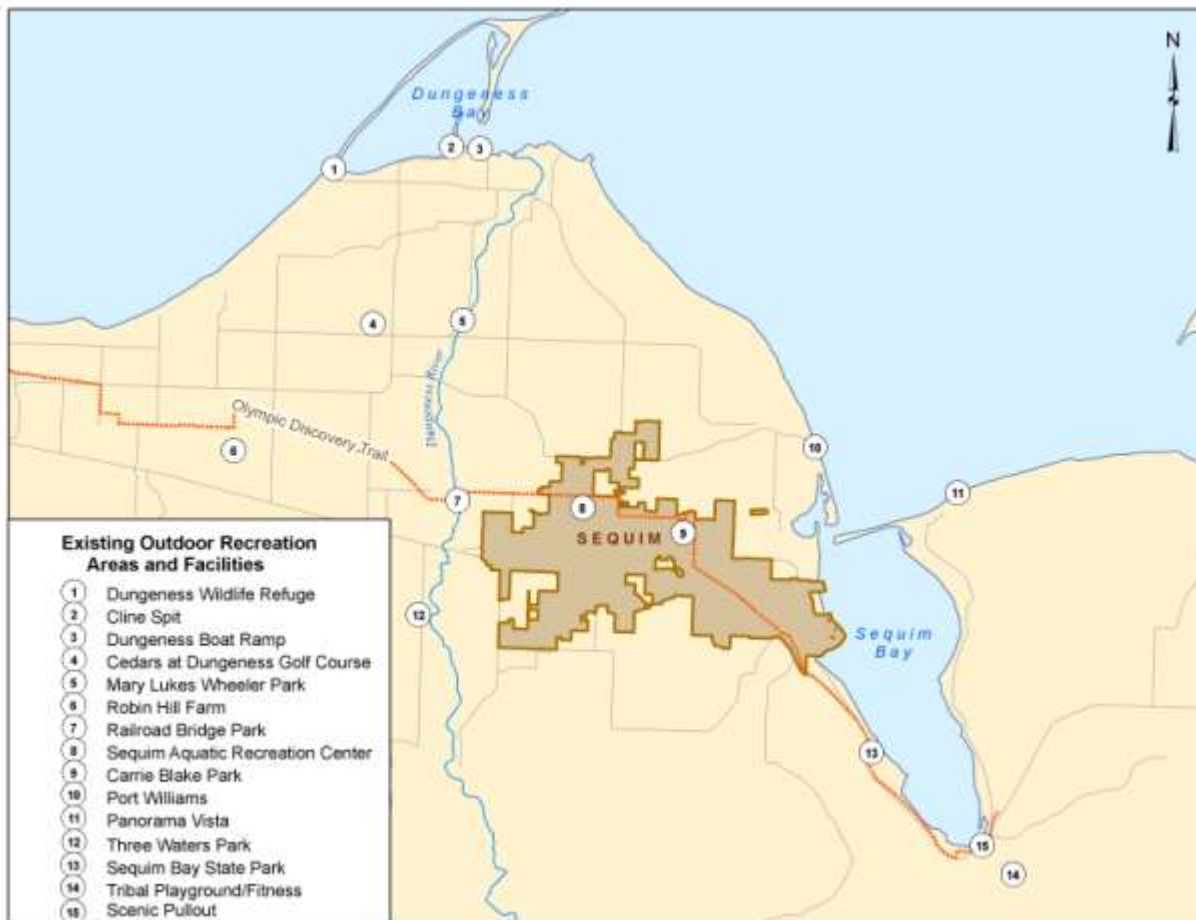 N
Dungeness
Bay
2
3
1
4
5
Dungeness River
Olympic Discovery Trail
6
10
11
7
8
SEQUIM
9
12
Sequim
Bay
13
15
14
Existing Outdoor Recreation
Areas and Facilities
1 Dungeness Wildlife Refuge
2 Cline Spit
3 Dungeness Boat Ramp
4 Cedars at Dungeness Golf Course
5 Mary Lukes Wheeler Park
6 Robin Hill Farm
7 Railroad Bridge Park
8 Sequim Aquatic Recreation Center
9 Carrie Blake Park
10 Port Williams
11 Panorama Vista
12 Three Waters Park
13 Sequim Bay State Park
14 Tribal Playground/Fitness
15 Scenic Pullout